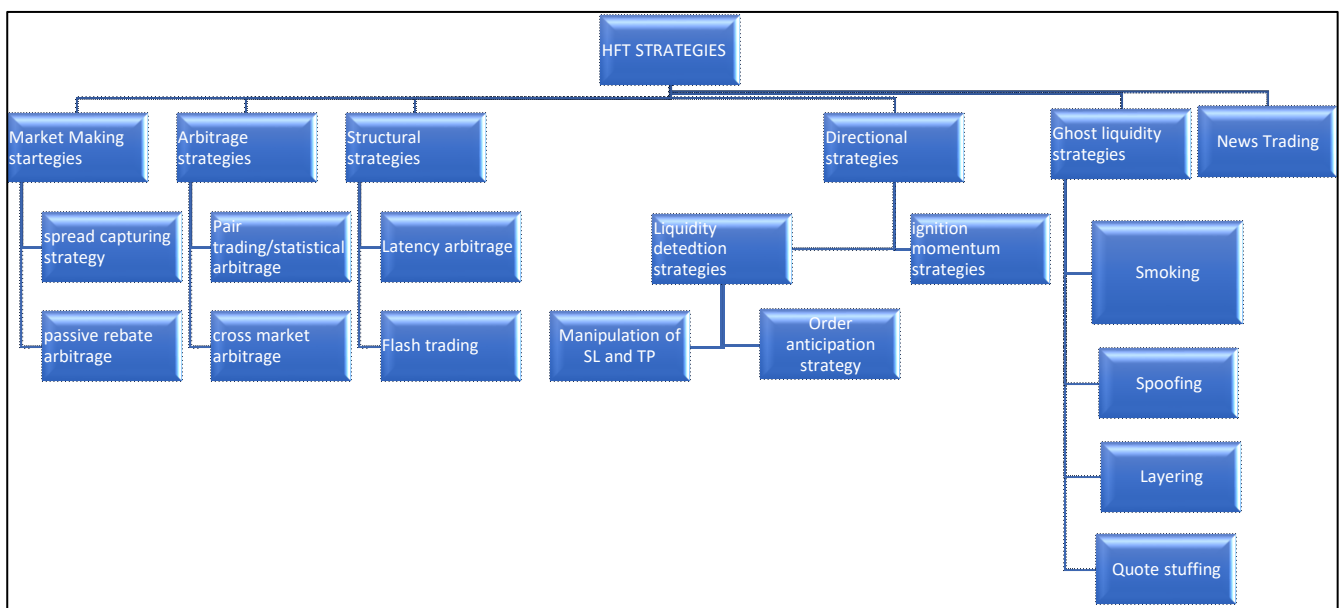 HFT STRATEGIES
Market Making
startegies
Arbitrage
strategies
Structural
strategies
Directional
strategies
Ghost liquidity
strategies
News Trading
spread capturing
strategy
Pair
trading/statistical
arbitrage
Latency arbitrage
Liquidity
detedtion
strategies
ignition
momentum
strategies
Smoking
passive rebate
arbitrage
cross market
arbitrage
Flash trading
Manipulation of
SL and TP
Order
anticipation
strategy
Spoofing
Layering
Quote stuffing